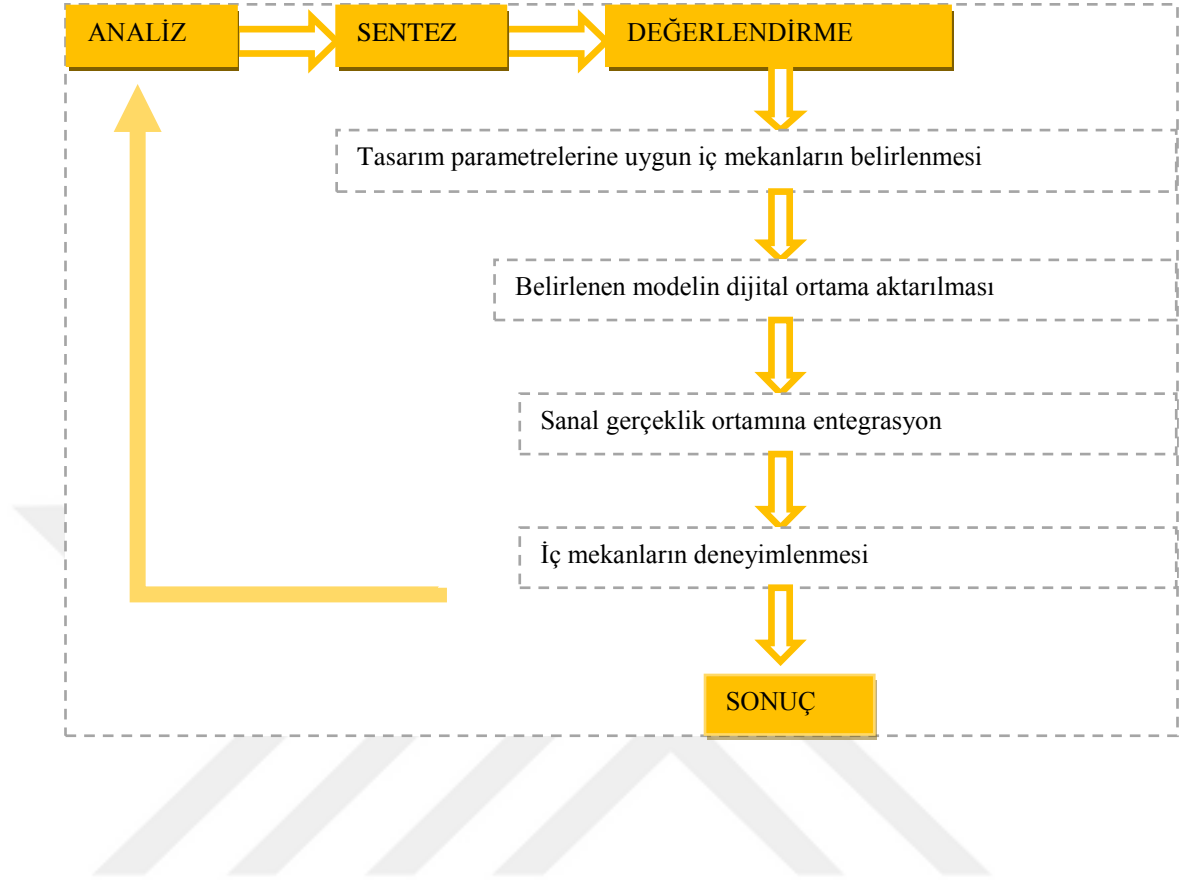 ANALİZ
SENTEZ
DEĞERLENDİRME
Tasarım parametrelerine uygun iç mekanların belirlenmesi
Belirlenen modelin dijital ortama aktarılması
Sanal gerçeklik ortamına entegrasyon
İç mekanların deneyimlenmesi
SONUÇ